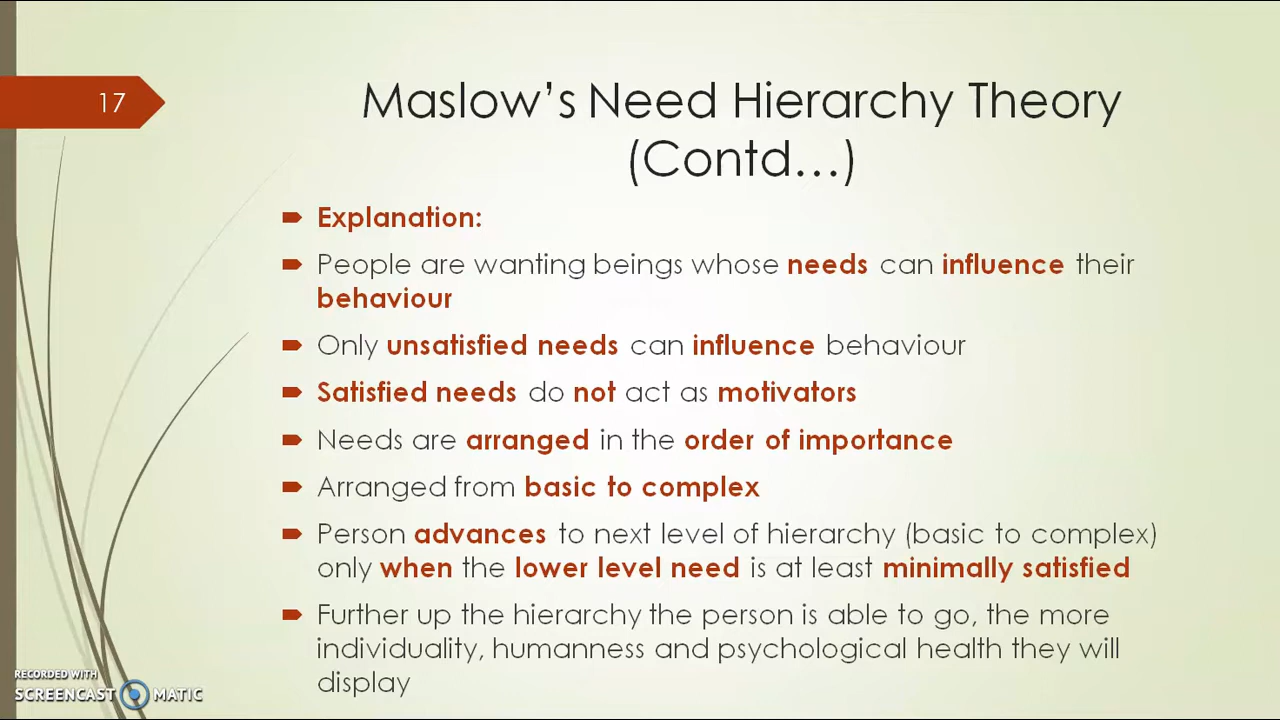 17
Maslow’s Need Hierarchy Theory
(Contd…)
Explanation:
People are wanting beings whose needs can influence their
behaviour
Only unsatisfied needs can influence behaviour
Satisfied needs do not act as motivators
Needs are arranged in the order of importance
Arranged from basic to complex
Person advances to next level of hierarchy (basic to complex)
only when the lower level need is at least minimally satisfied
Further up the hierarchy the person is able to go, the more
individuality, humanness and psychological health they will
display
RECORDED WITH
SCREENCAST MATIC